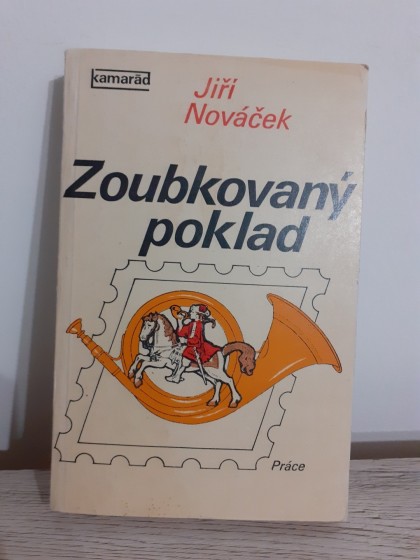 kamarád
Jiří
Nováček
Zoubkovaný
poklad
Práce